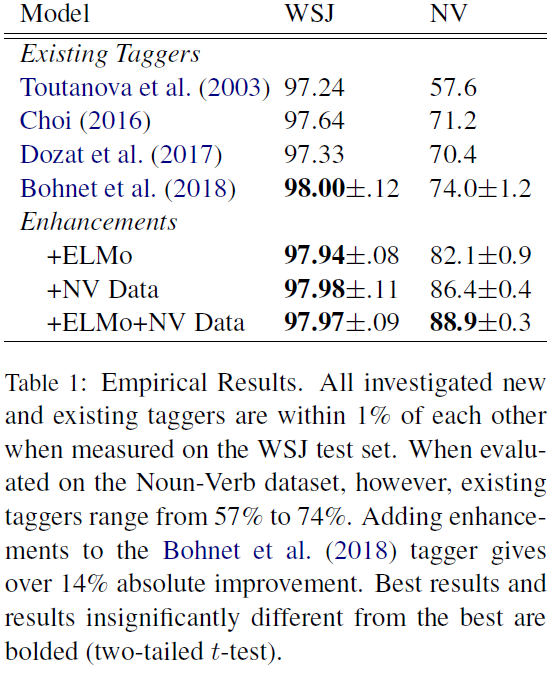 Model WSJ NV
Existing Taggers
Toutanova et al. (2003) 97.24 57.6
Choi (2016) 97.64 71.2
Dozat et al. (2017) 97.33 70.4
Bohnet et al. (2018) 98.00±.12 74.0±1.2
Enhancements
+ELMo 97.94±.08 82.1±0.9
+NV Data 97.98±.11 86.4±0.4
+ELMo+NV Data 97.97±.09 88.9±0.3
Table 1: Empirical Results. All investigated new
and existing taggers are within 1% of each other
when measured on the WSJ test set. When evalu-
ated on the Noun-Verb dataset, however, existing
taggers range from 57% to 74%. Adding enhance-
ments to the Bohnet et al. (2018) tagger gives
over 14% absolute improvement. Best results and
results insignificantly different from the best are
bolded (two-tailed t-test).